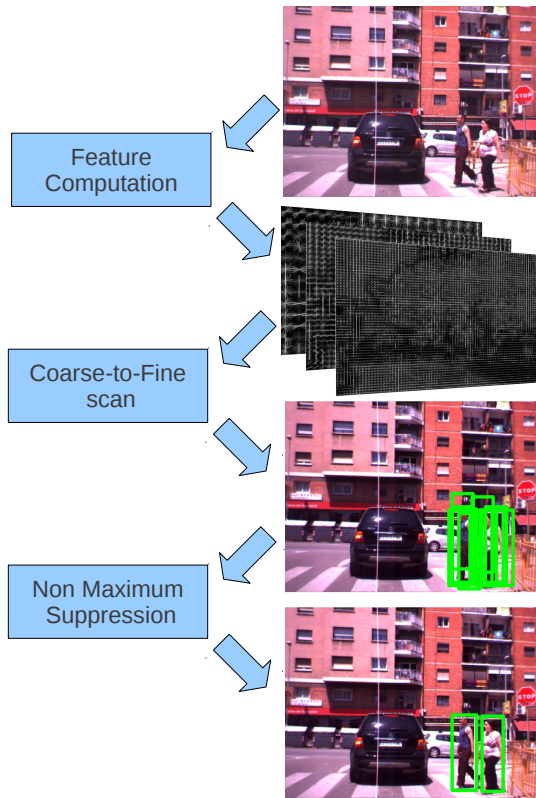 STOP
Feature
Computation
Coarse-to-Fine
scan
STOP
Non Maximum
Suppression
STOP